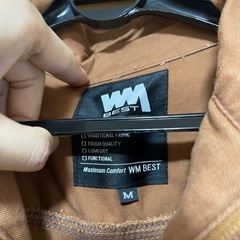 WM
BEST
TRADITIONAL FABRIC
TOUGH QUALITY
COMFORT
FUNCTIONAL
Maximum Comfort WM BEST
M